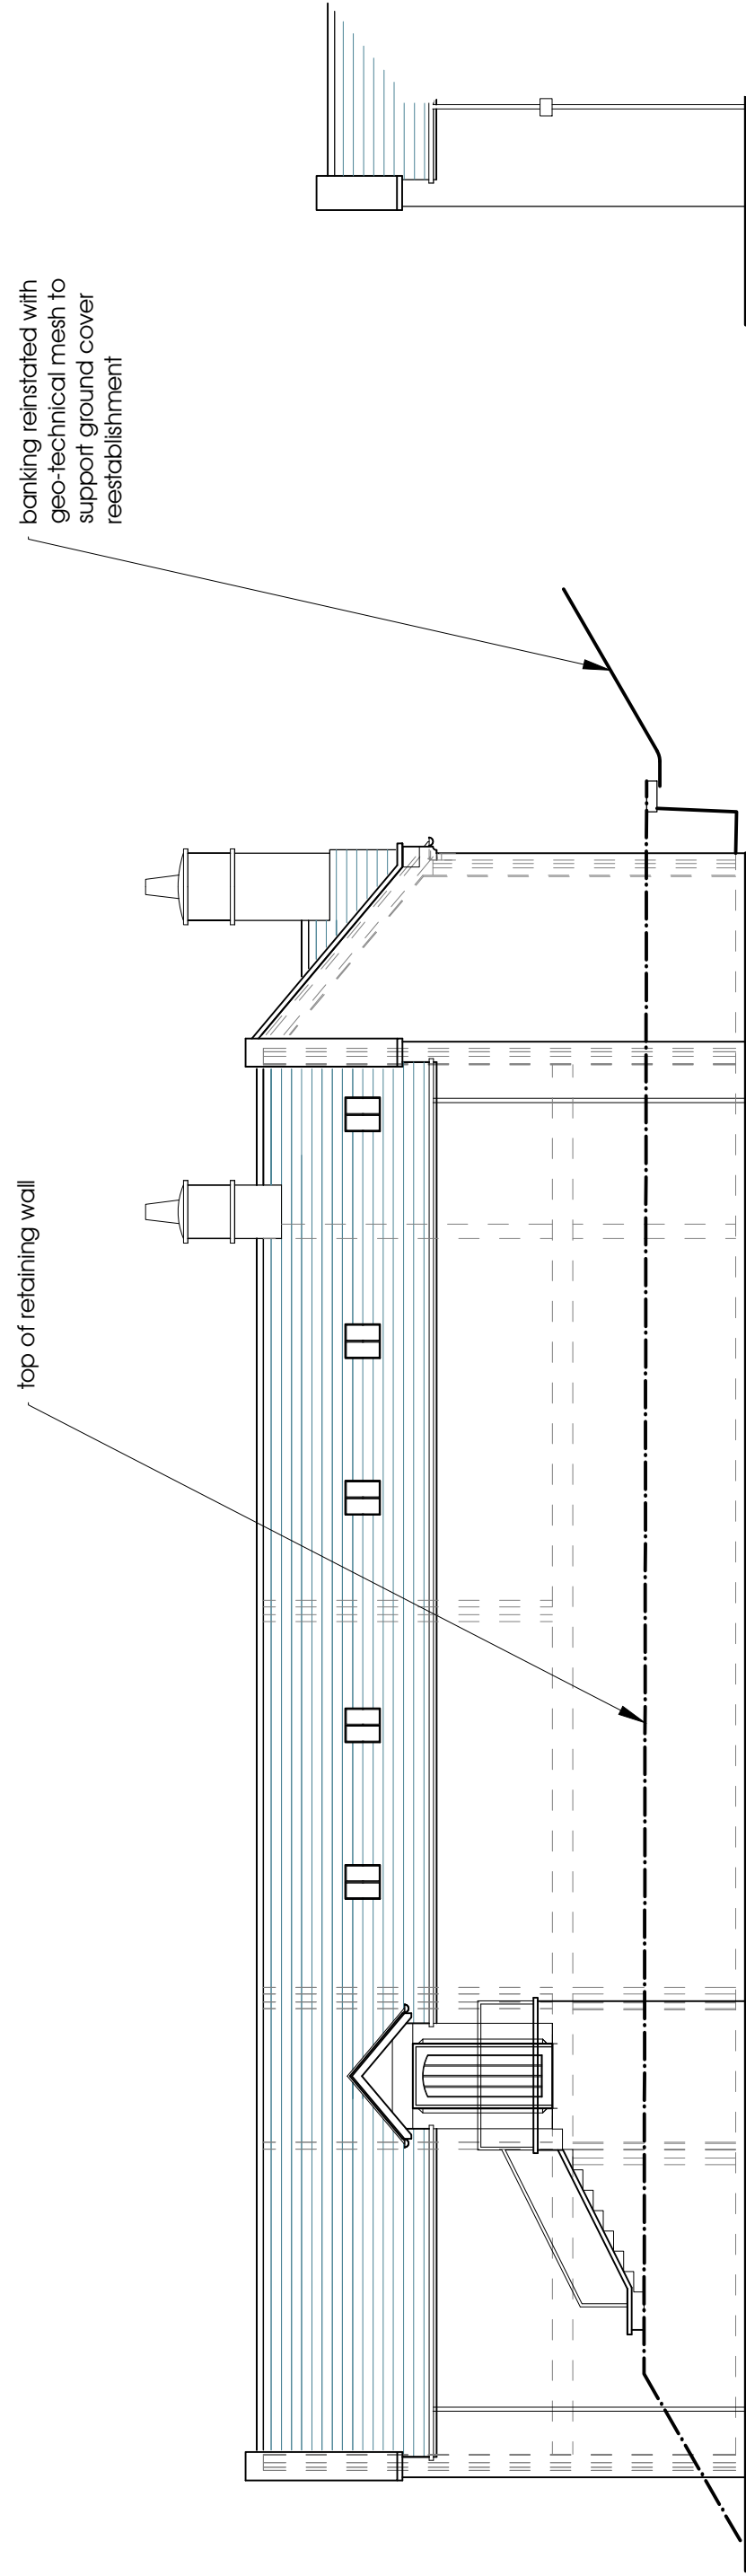 top of retaining wall
banking reinstated with
geo-technical mesh to
support ground cover
reestablishment